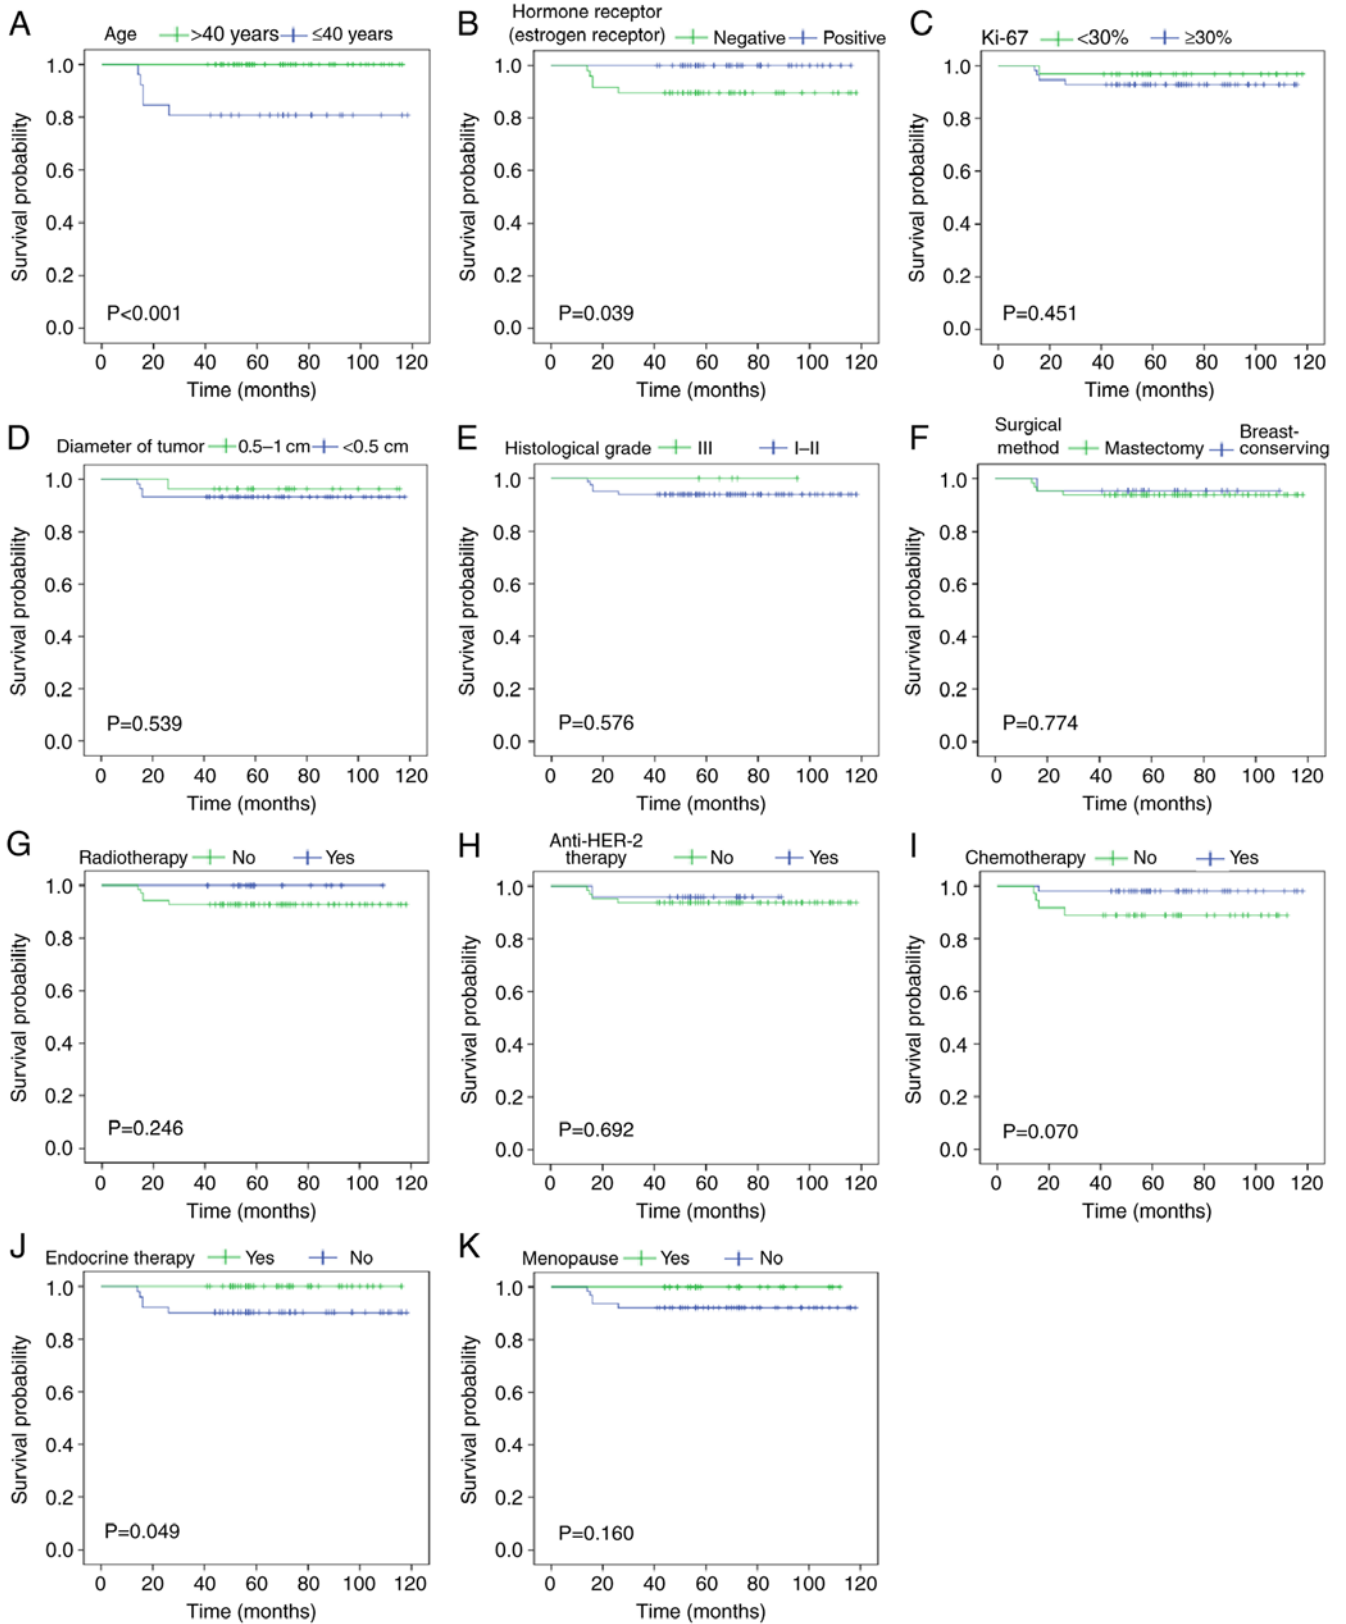 A
Age >40 years ≤40 years
1.0
0.8
0.6
0.4
0.2
0.0
Survival probability
P<0.001
0 20 40 60 80 100 120
Time (months)
B
Hormone receptor
(estrogen receptor) Negative Positive
1.0
0.8
0.6
0.4
0.2
0.0
Survival probability
P=0.039
0 20 40 60 80 100 120
Time (months)
C
Ki-67 <30% ≥30%
1.0
0.8
0.6
0.4
0.2
0.0
Survival probability
P=0.451
0 20 40 60 80 100 120
Time (months)
D
Diameter of tumor 0.5–1 cm <0.5 cm
1.0
0.8
0.6
0.4
0.2
0.0
Survival probability
P=0.539
0 20 40 60 80 100 120
Time (months)
E
Histological grade III I–II
1.0
0.8
0.6
0.4
0.2
0.0
Survival probability
P=0.576
0 20 40 60 80 100 120
Time (months)
F
Surgical
method Mastectomy Breast-
conserving
1.0
0.8
0.6
0.4
0.2
0.0
Survival probability
P=0.774
0 20 40 60 80 100 120
Time (months)
G
Radiotherapy No Yes
1.0
0.8
0.6
0.4
0.2
0.0
Survival probability
P=0.246
0 20 40 60 80 100 120
Time (months)
H
Anti-HER-2
therapy No Yes
1.0
0.8
0.6
0.4
0.2
0.0
Survival probability
P=0.692
0 20 40 60 80 100 120
Time (months)
I
Chemotherapy No Yes
1.0
0.8
0.6
0.4
0.2
0.0
Survival probability
P=0.070
0 20 40 60 80 100 120
Time (months)
J
Endocrine therapy Yes No
1.0
0.8
0.6
0.4
0.2
0.0
Survival probability
P=0.049
0 20 40 60 80 100 120
Time (months)
K
Menopause Yes No
1.0
0.8
0.6
0.4
0.2
0.0
Survival probability
P=0.160
0 20 40 60 80 100 120
Time (months)